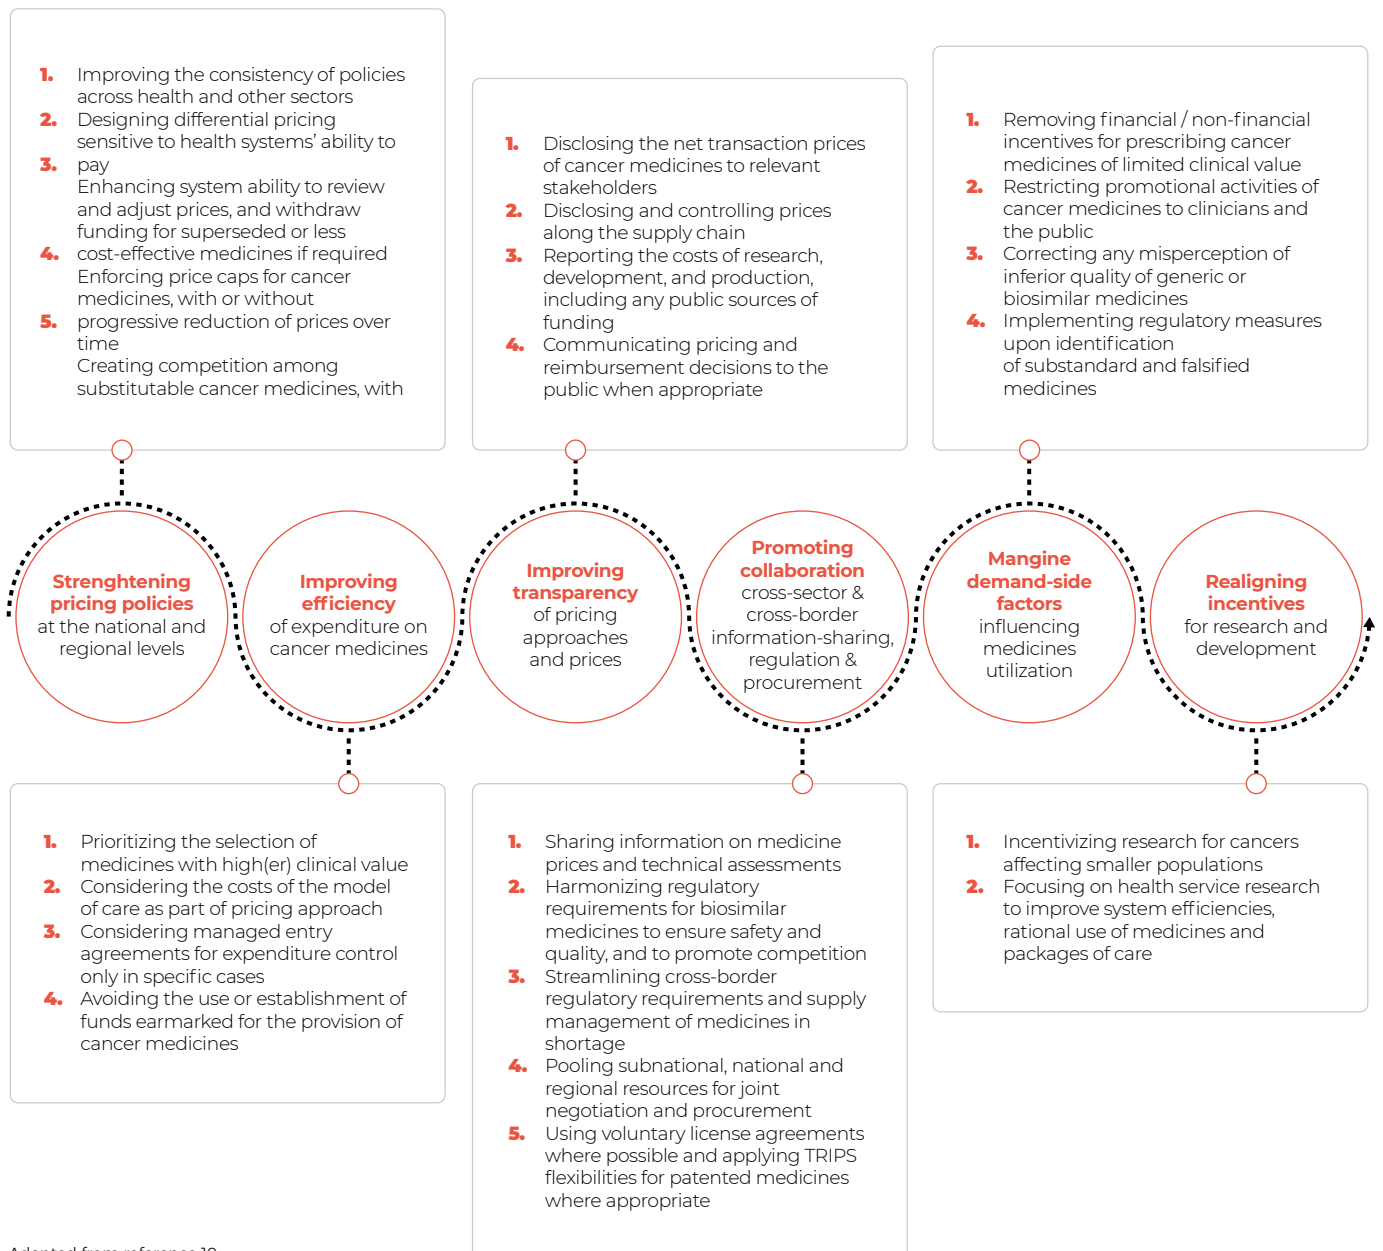 1. Improving the consistency of policies
across health and other sectors
2. Designing differential pricing
sensitive to health systems’ ability to
3. pay
Enhancing system ability to review
and adjust prices, and withdraw
funding for superseded or less
4. cost-effective medicines if required
Enforcing price caps for cancer
medicines, with or without
5. progressive reduction of prices over
time
Creating competition among
substitutable cancer medicines, with
1. Disclosing the net transaction prices
of cancer medicines to relevant
stakeholders
2. Disclosing and controlling prices
along the supply chain
3. Reporting the costs of research,
development, and production,
including any public sources of
funding
4. Communicating pricing and
reimbursement decisions to the
public when appropriate
1. Removing financial / non-financial
incentives for prescribing cancer
medicines of limited clinical value
2. Restricting promotional activities of
cancer medicines to clinicians and
the public
3. Correcting any misperception of
inferior quality of generic or
biosimilar medicines
4. Implementing regulatory measures
upon identification
of substandard and falsified
medicines
Strenghtening
pricing policies
at the national and
regional levels
Improving
efficiency
of expenditure on
cancer medicines
Improving
transparency
of pricing
approaches
and prices
Promoting
collaboration
cross-sector &
cross-border
information-sharing,
regulation &
procurement
Mangine
demand-side
factors
influencing
medicines
utilization
Realigning
incentives
for research and
development
1. Prioritizing the selection of
medicines with high(er) clinical value
2. Considering the costs of the model
of care as part of pricing approach
3. Considering managed entry
agreements for expenditure control
only in specific cases
4. Avoiding the use or establishment of
funds earmarked for the provision of
cancer medicines
1. Sharing information on medicine
prices and technical assessments
2. Harmonizing regulatory
requirements for biosimilar
medicines to ensure safety and
quality, and to promote competition
3. Streamlining cross-border
regulatory requirements and supply
management of medicines in
shortage
4. Pooling subnational, national and
regional resources for joint
negotiation and procurement
5. Using voluntary license agreements
where possible and applying TRIPS
flexibilities for patented medicines
where appropriate
1. Incentivizing research for cancers
affecting smaller populations
2. Focusing on health service research
to improve system efficiencies,
rational use of medicines and
packages of care
from reference